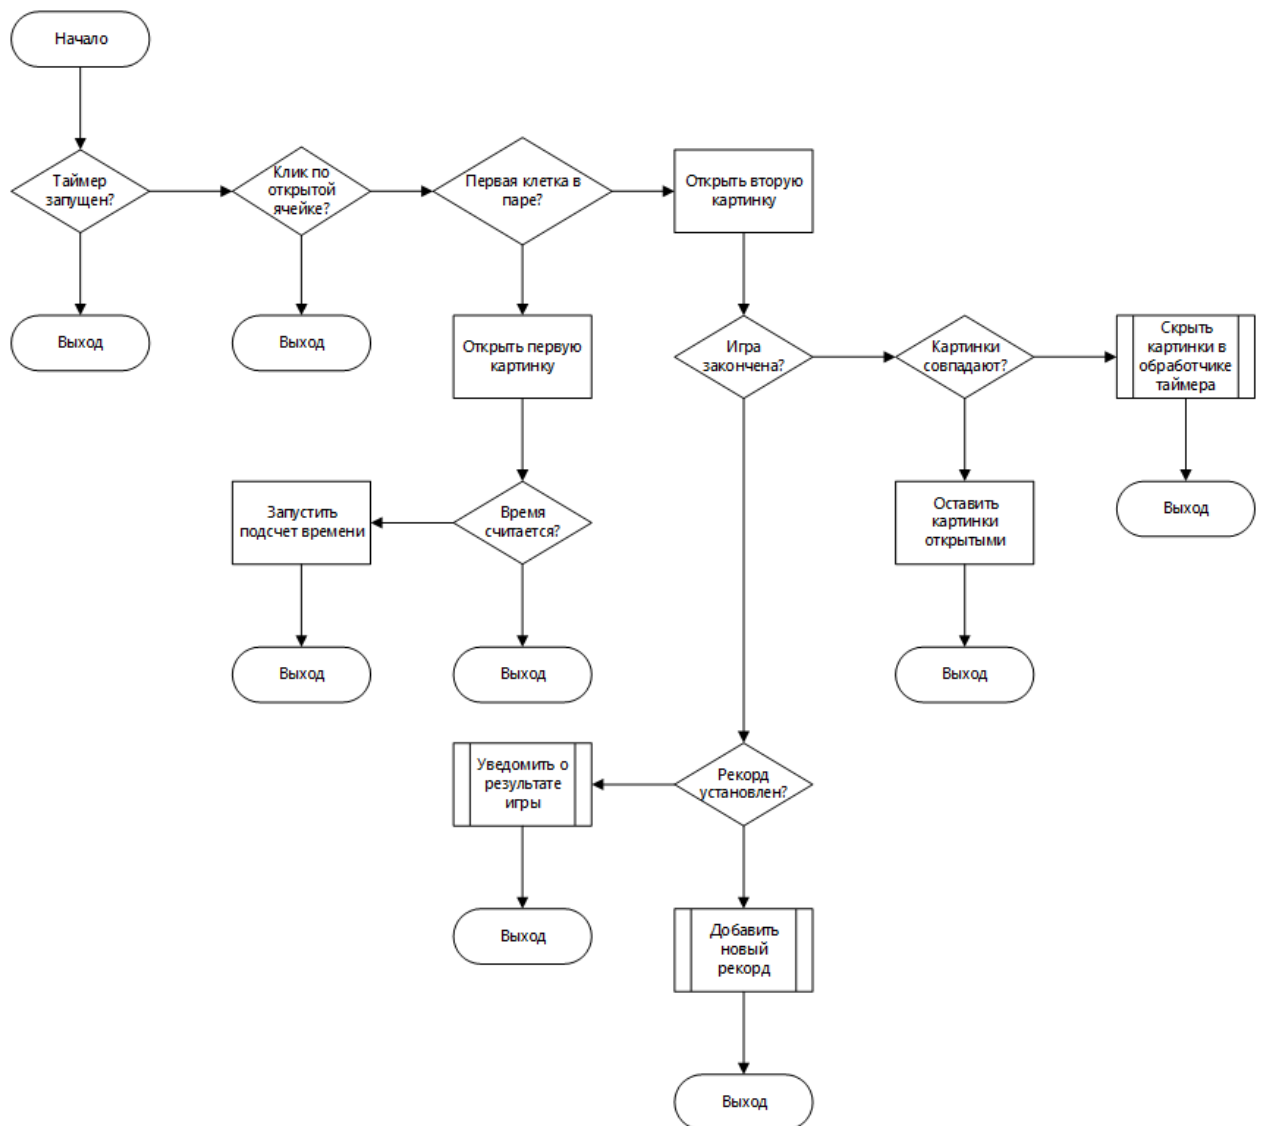 Начало
Таймер
запущен?
Клик по
открытой
ячейке?
Первая клетка в
паре?
Открыть вторую
картинку
Выход
Выход
Открыть первую
картинку
Игра
закончена?
Картинки
совпадают?
Скрыть
картинки в
обработчике
таймера
Запустить
подсчет времени
Время
считается?
Оставить
картинки
открытыми
Выход
Выход
Выход
Выход
Уведомить о
результате
игры
Рекорд
установлен?
Выход
Добавить
новый
рекорд
Выход